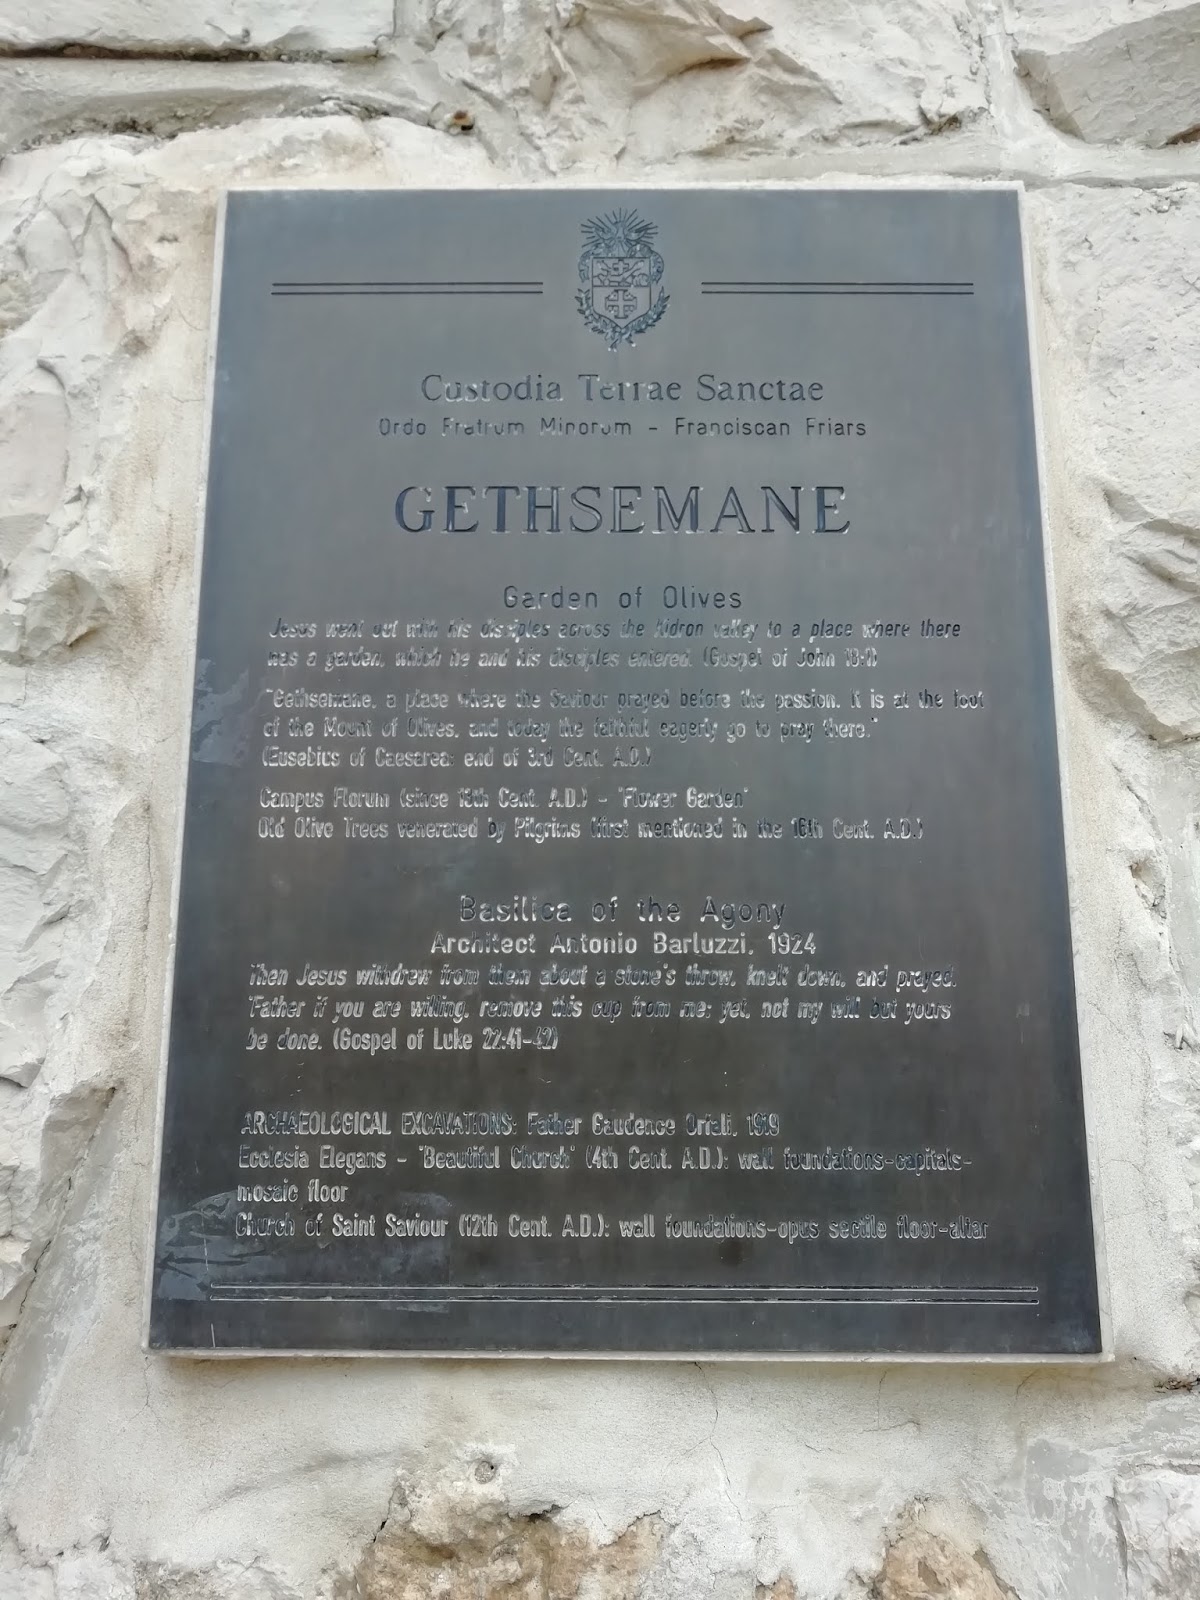 Custodia Terrae Sanctae
Ordo Fratrum Minorum - Franciscan Friars
GETHSEMANE
Garden of Olives
Jesus went out with his disciples across the Kidron valley to a place where there
was a garden, which he and his disciples entered. (Gospel of John 18:1)
"Gethsemane, a place where the Saviour prayed before the passion. It is at the foot
of the Mount of Olives, and today the faithful eagerly go to pray there."
(Eusebius of Caesarea: end of 3rd Cent. A.D.)
Campus Florum (since Cent. A.D.) - "Flower Garden"
Old Olive Trees venerated by Pilgrims (first mentioned in the 16th Cent. A.D.)
Basilica of the Agony
Architect Antonio Barluzzi, 1924
Then Jesus withdrew from them about a stone's throw, knelt down, and prayed.
'Father if you are willing, remove this cup from me: yet, not my will but yours
be done. (Gospel of Luke 22:41-42)
ARCHAEOLOGICAL EXCAVATIONS: Father Gaudence Orfali, 1919
Ecclesia Elegans - "Beautiful Church" (4th Cent. A.D.): wall foundations-capitals-
mosaic floor
Church of Saint Saviour (12th Cent. A.D.): wall foundations-opus sectile floor-altar